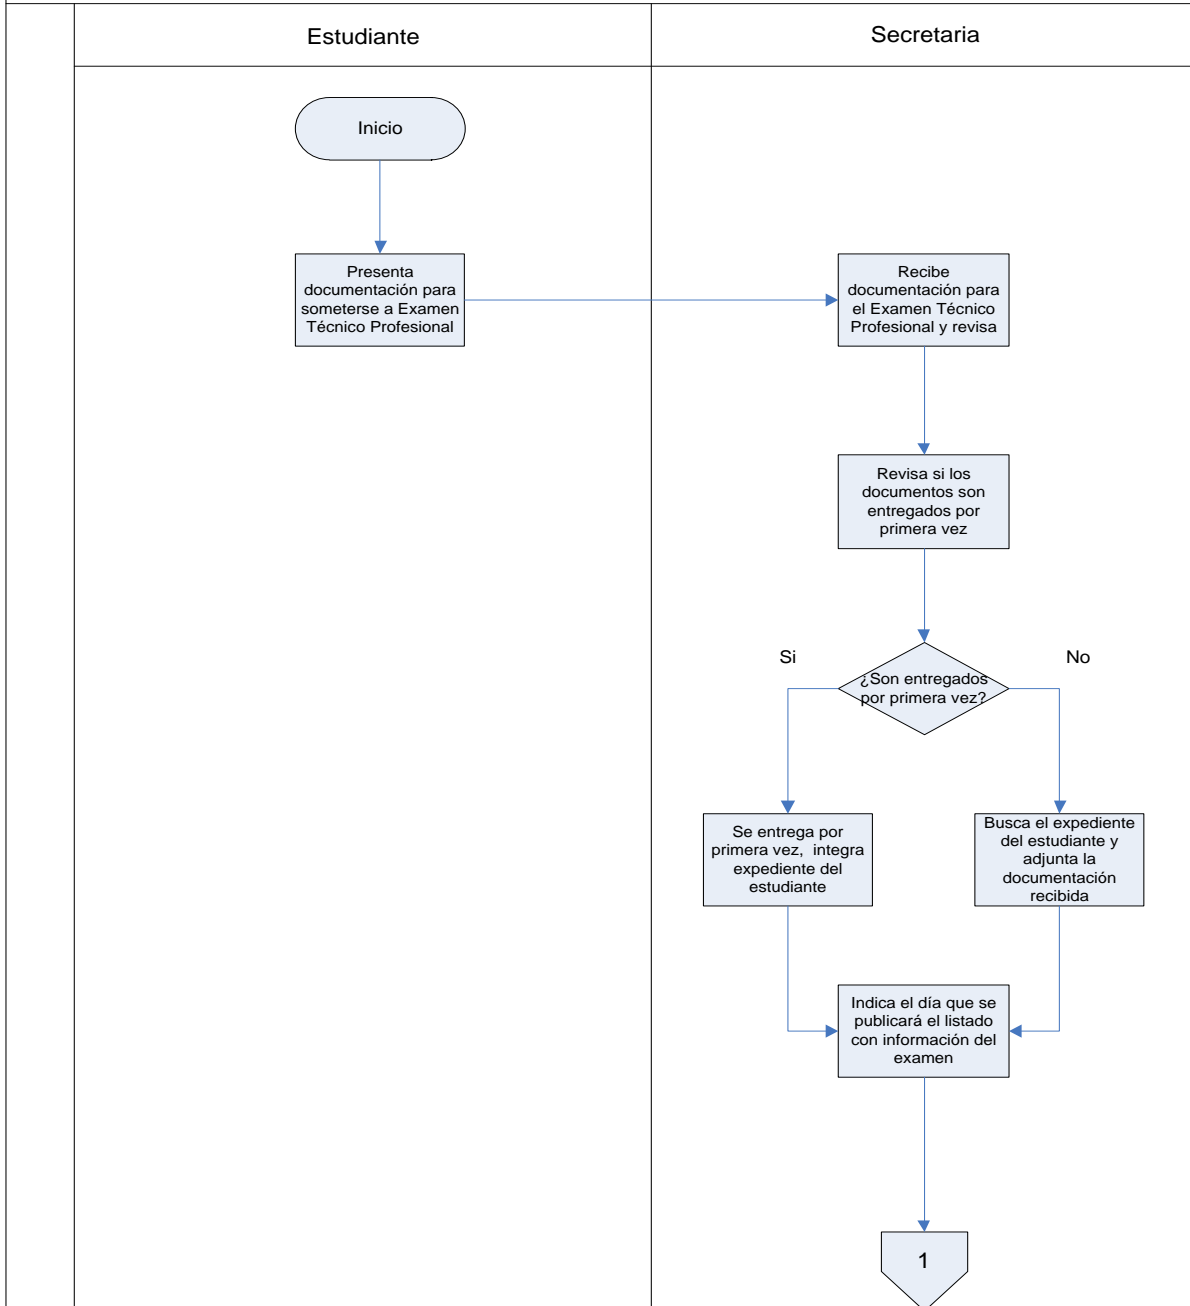 Estudiante
Secretaria
Inicio
Presenta
documentación para
someterse a Examen
Técnico Profesional
Recibe
documentación para
el Examen Técnico
Profesional y revisa
Revisa si los
documentos son
entregados por
primera vez
Si
No
¿Son entregados
por primera vez?
Se entrega por
primera vez, integra
expediente del
estudiante
Busca el expediente
del estudiante y
adjunta la
documentación
recibida
Indica el día que se
publicará el listado
con información del
examen
1